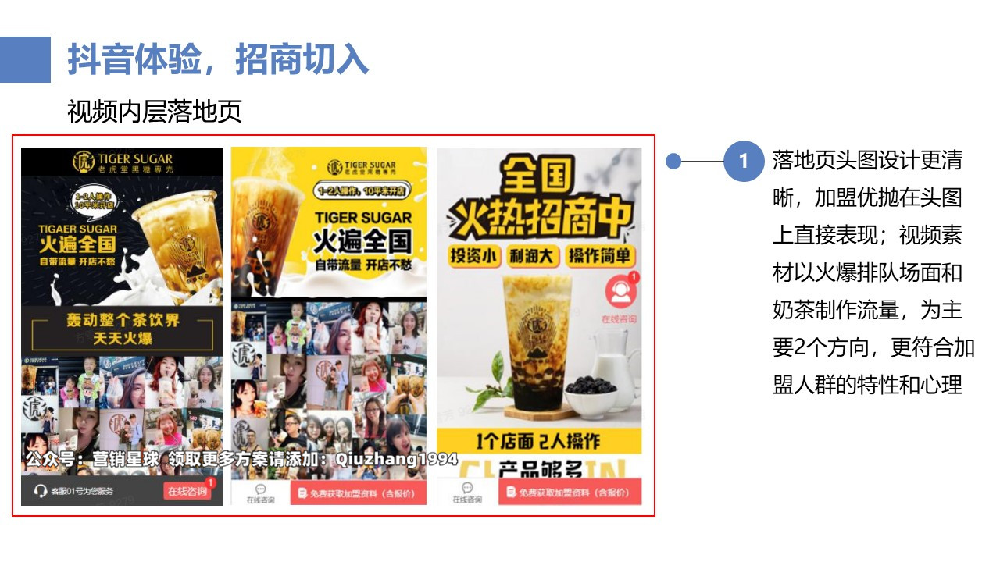 抖音体验，招商切入
视频内层落地页
TIGER SUGAR
老虎堂黑糖専売
1-2人操作
10平米开店
TIGAER SUGAR
火遍全国
自带流量 开店不愁
轰动整个茶饮界
天天火爆
客服01号为您服务
在线咨询
1
TIGER SUGAR
老虎堂黑糖専売
1-2人操作，10平米开店
TIGER SUGAR
火遍全国
自带流量 开店不愁
在线咨询
免费获取加盟资料（含报价）
全国
火热招商中
投资小
利润大
操作简单
1
在线咨询
1个店面 2人操作
产品够多
在线咨询
免费获取加盟资料（含报价）
公众号：营销星球 领取更多方案请添加：Qiuzhang1994
1
落地页头图设计更清
晰，加盟优抛在头图
上直接表现；视频素
材以火爆排队场面和
奶茶制作流量，为主
要2个方向，更符合加
盟人群的特性和心理